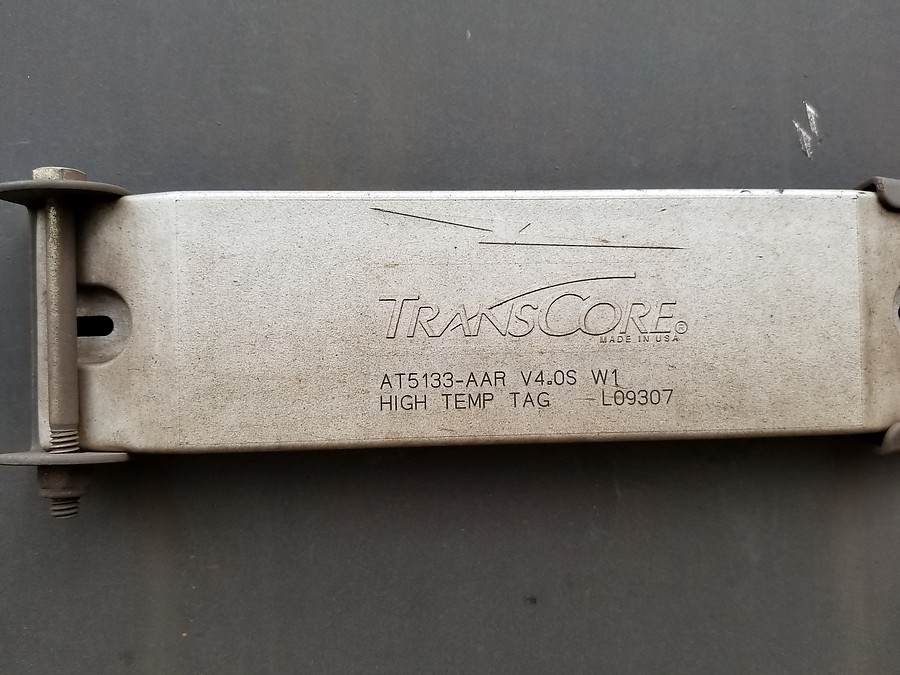 TRANSCORE®
MADE IN USA
AT5133-AAR V4.0S W1
HIGH TEMP TAG L09307